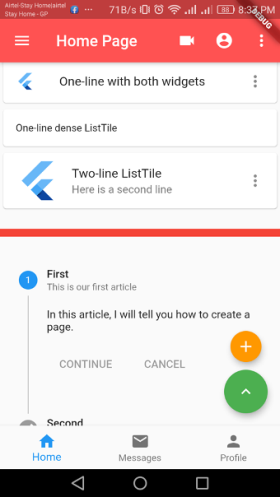 Airtel-Stay Home|airtel
Stay Home - GP
71B/s
88
8:33 PM
DEBUG
Home Page
One-line with both widgets
One-line dense ListTile
Two-line ListTile
Here is a second line
1
First
This is our first article
In this article, I will tell you how to create a
page.
CONTINUE
CANCEL
Second
Home
Messages
Profile